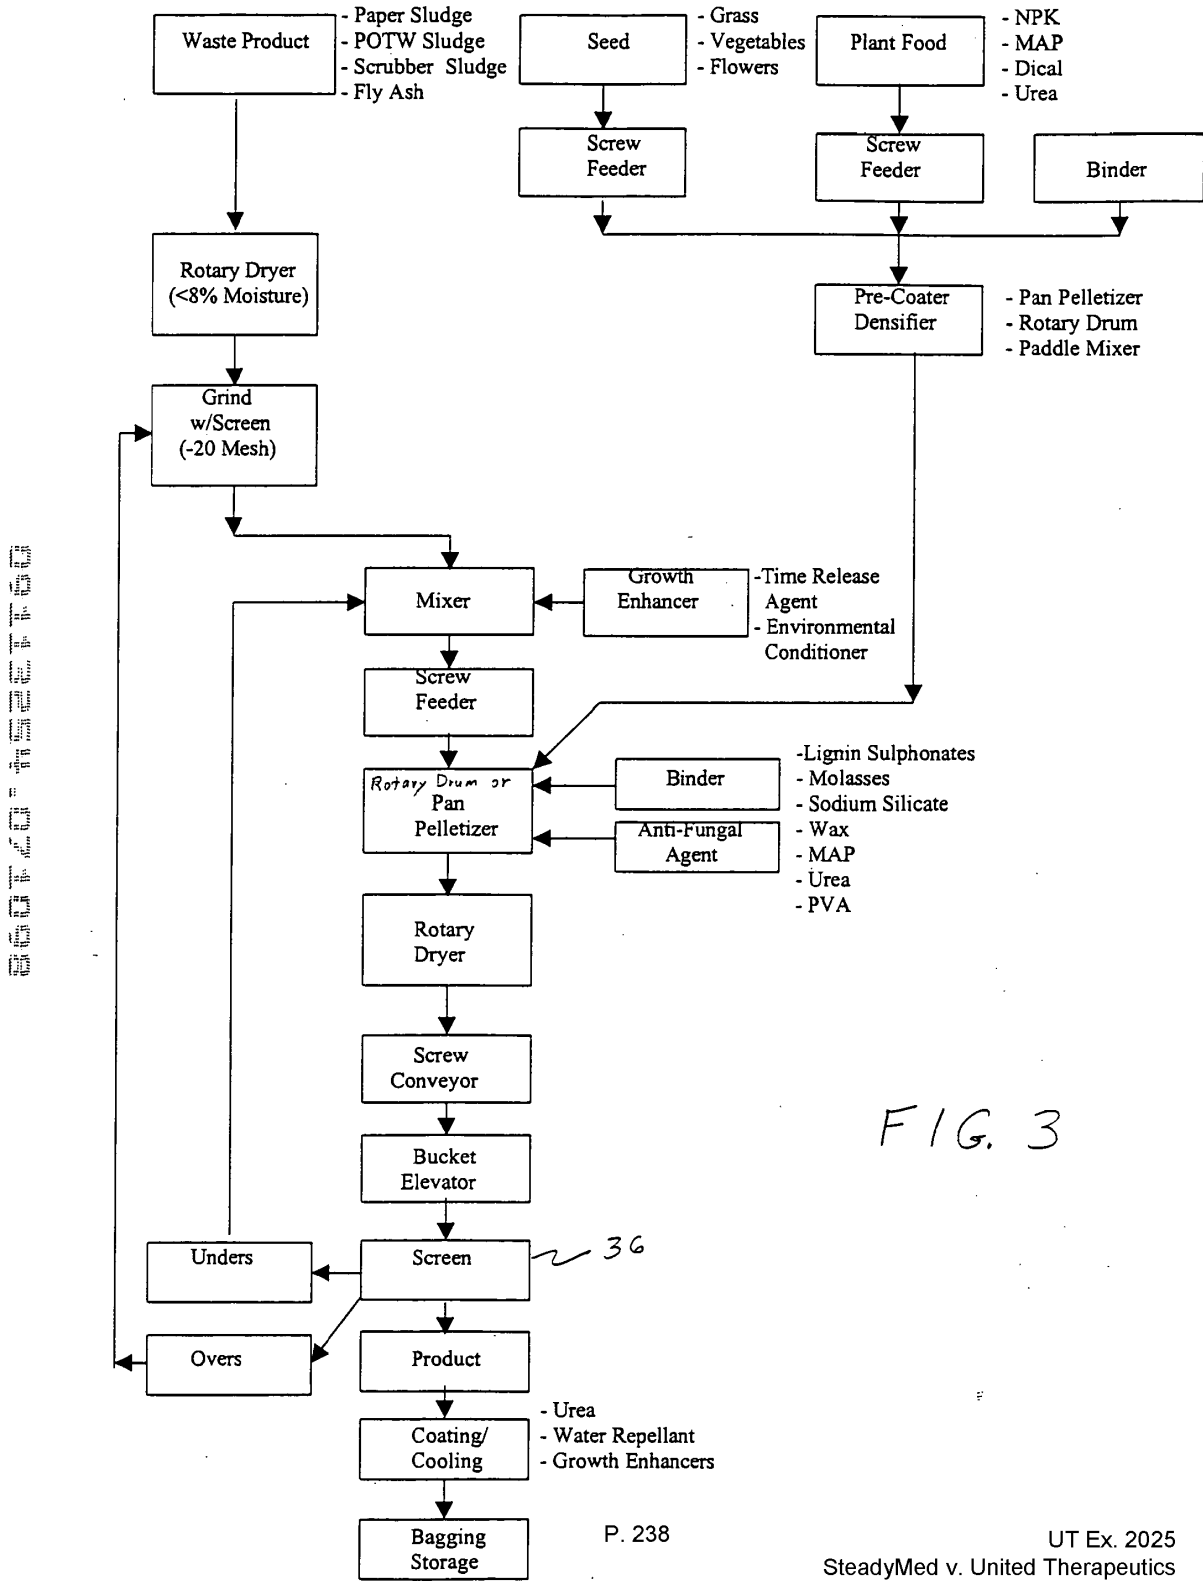 Waste Product
- Paper Sludge
- POTW Sludge
- Scrubber Sludge
- Fly Ash
Seed
- Grass
- Vegetables
- Flowers
Plant Food
- NPK
- MAP
- Dical
- Urea
Screw
Feeder
Screw
Feeder
Binder
Rotary Dryer
(<8% Moisture)
Pre-Coater
Densifier
- Pan Pelletizer
- Rotary Drum
- Paddle Mixer
Grind
w/Screen
(-20 Mesh)
Mixer
Growth
Enhancer
-Time Release
Agent
- Environmental
Conditioner
Screw
Feeder
Rotary Drum or
Pan
Pelletizer
Binder
Anti-Fungal
Agent
-Lignin Sulphonates
- Molasses
- Sodium Silicate
- Wax
- MAP
- Urea
- PVA
Rotary
Dryer
Screw
Conveyor
Bucket
Elevator
FIG. 3
Unders
Screen
36
Overs
Product
Coating/
Cooling
- Urea
- Water Repellant
- Growth Enhancers
Bagging
Storage
P. 238
UT Ex. 2025
SteadyMed v. United Therapeutics